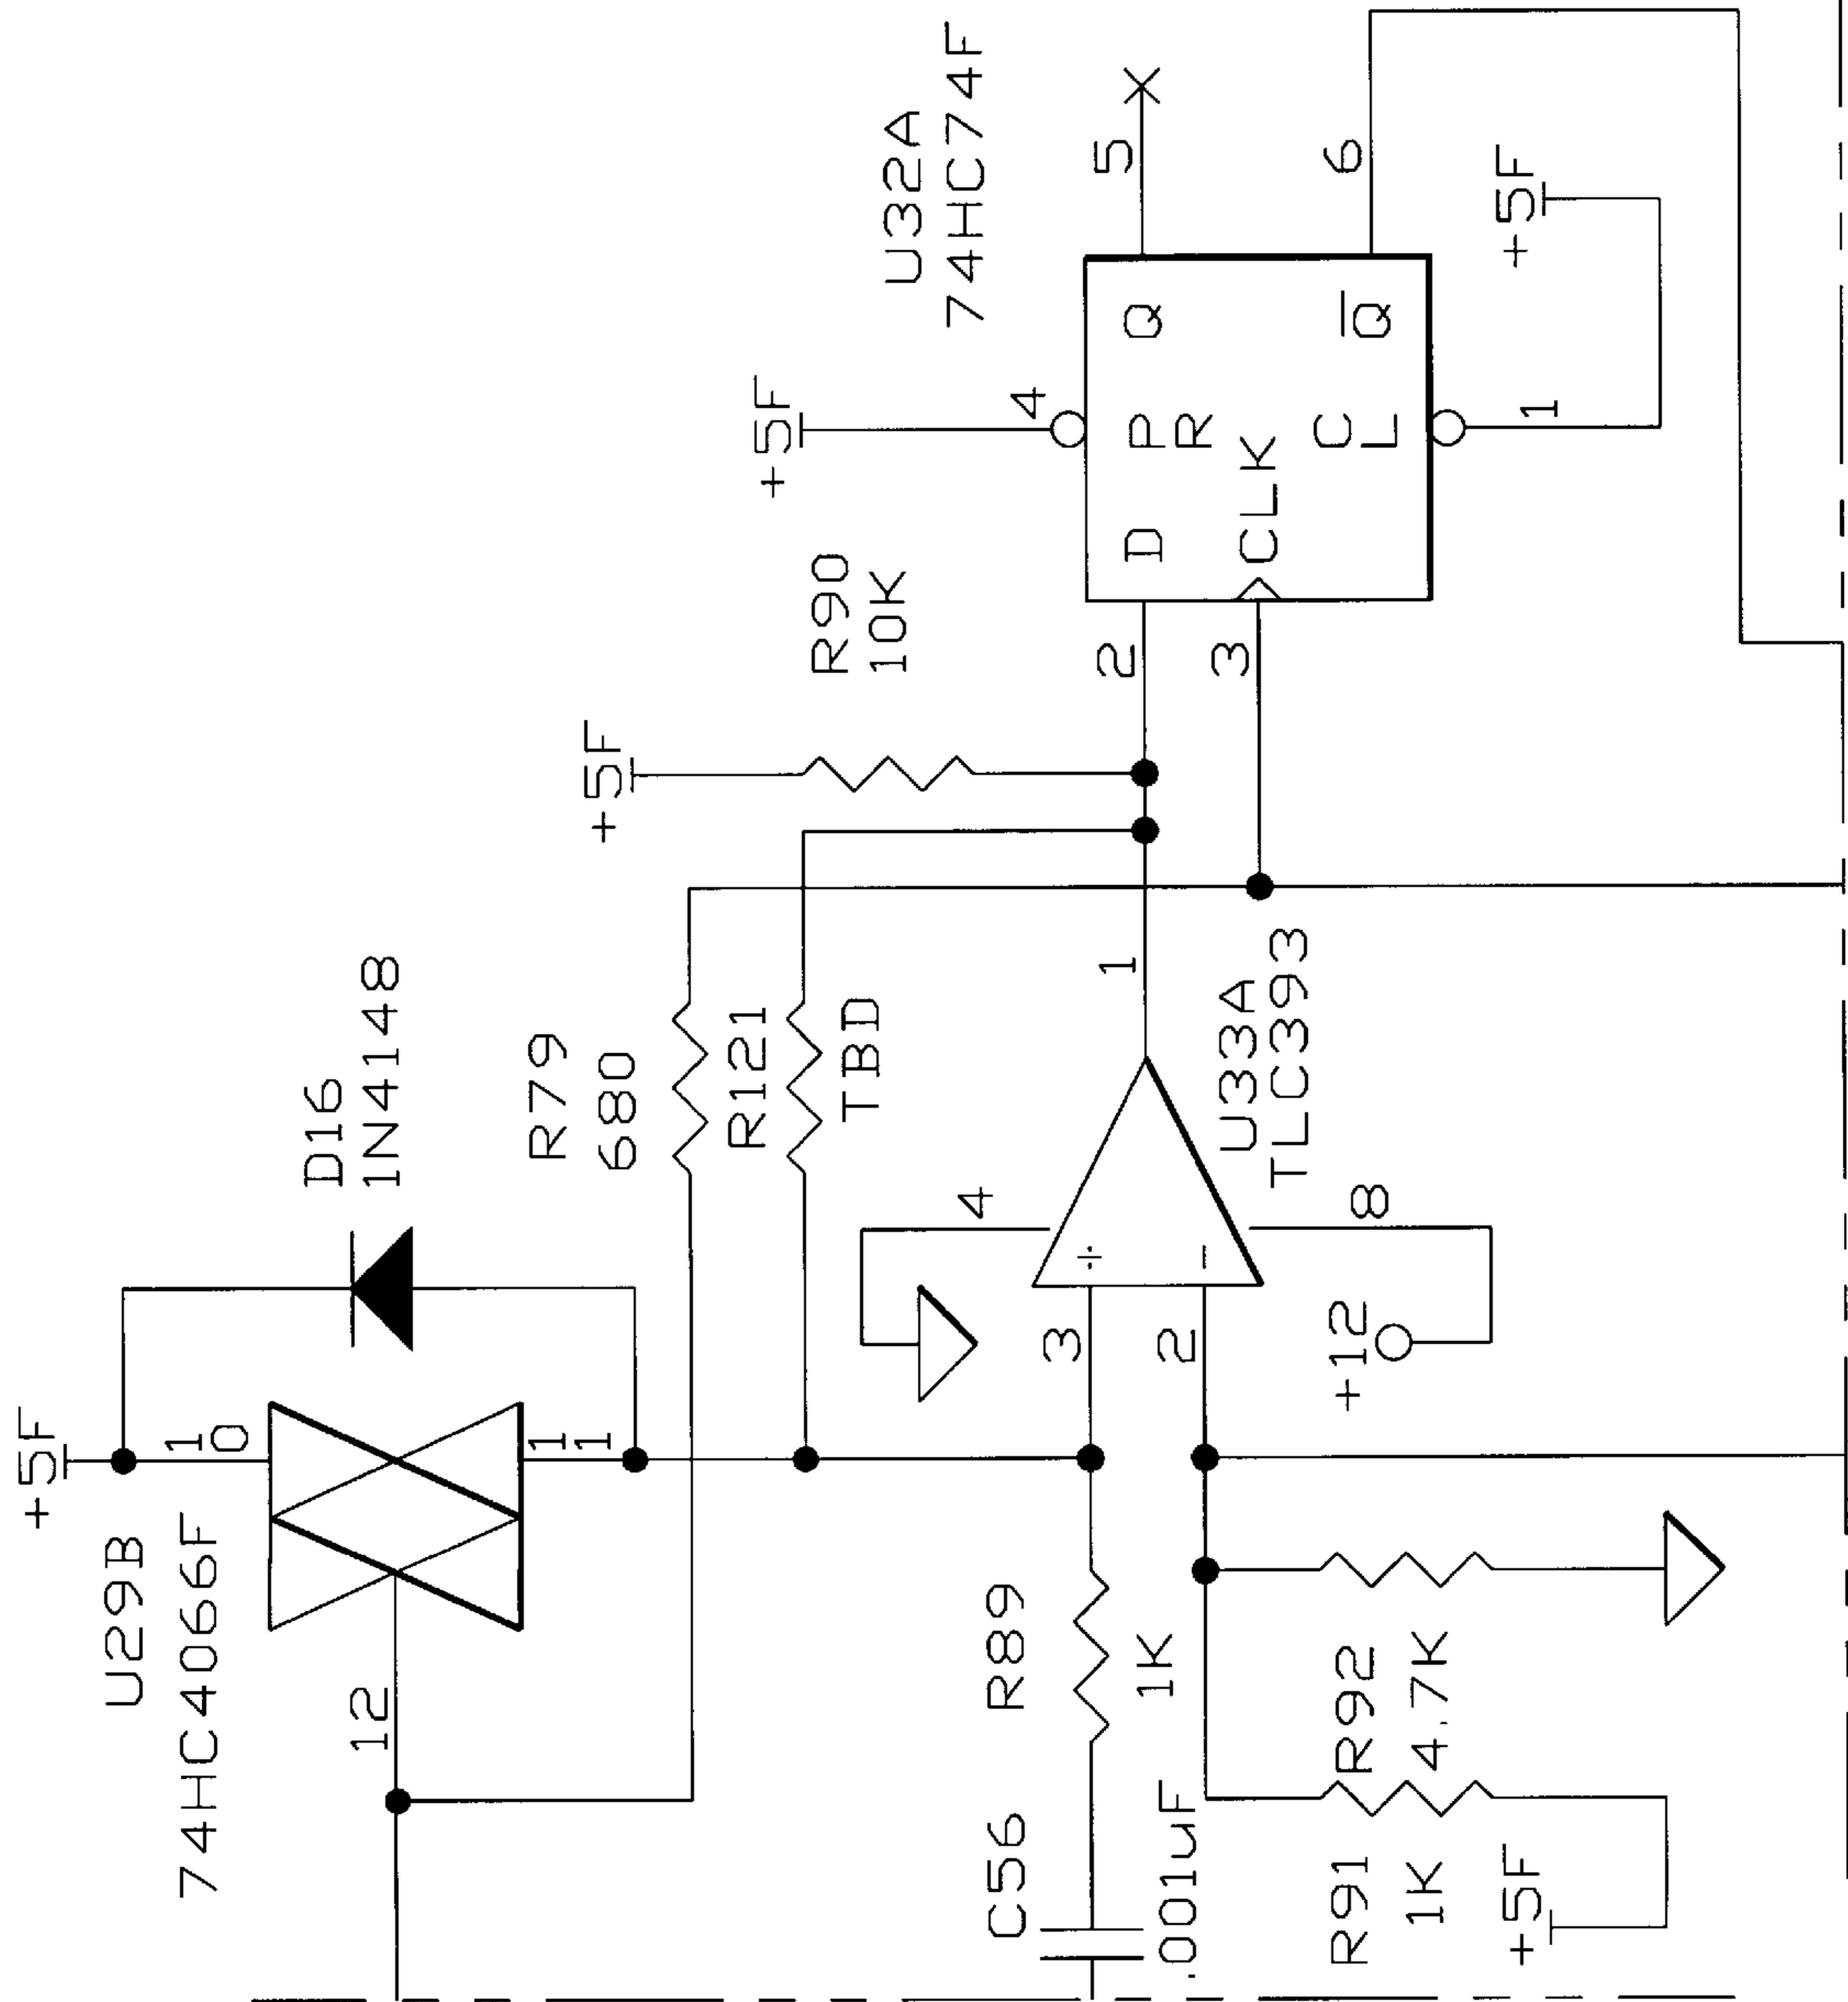 +5F
U29B
74HC4066F
10
11
12
D16
1N4148
R79
680
R121
TBD
+5F
R90
10K
+5F
U32A
74HC74F
4
5
6
D
PR
Q
CLK
CL
Q̅
2
3
1
+5F
4
3
2
÷
−
1
8
+12
U33A
TLC393
R89
1K
C56
.001uF
R92
4.7K
R91
1K
+5F